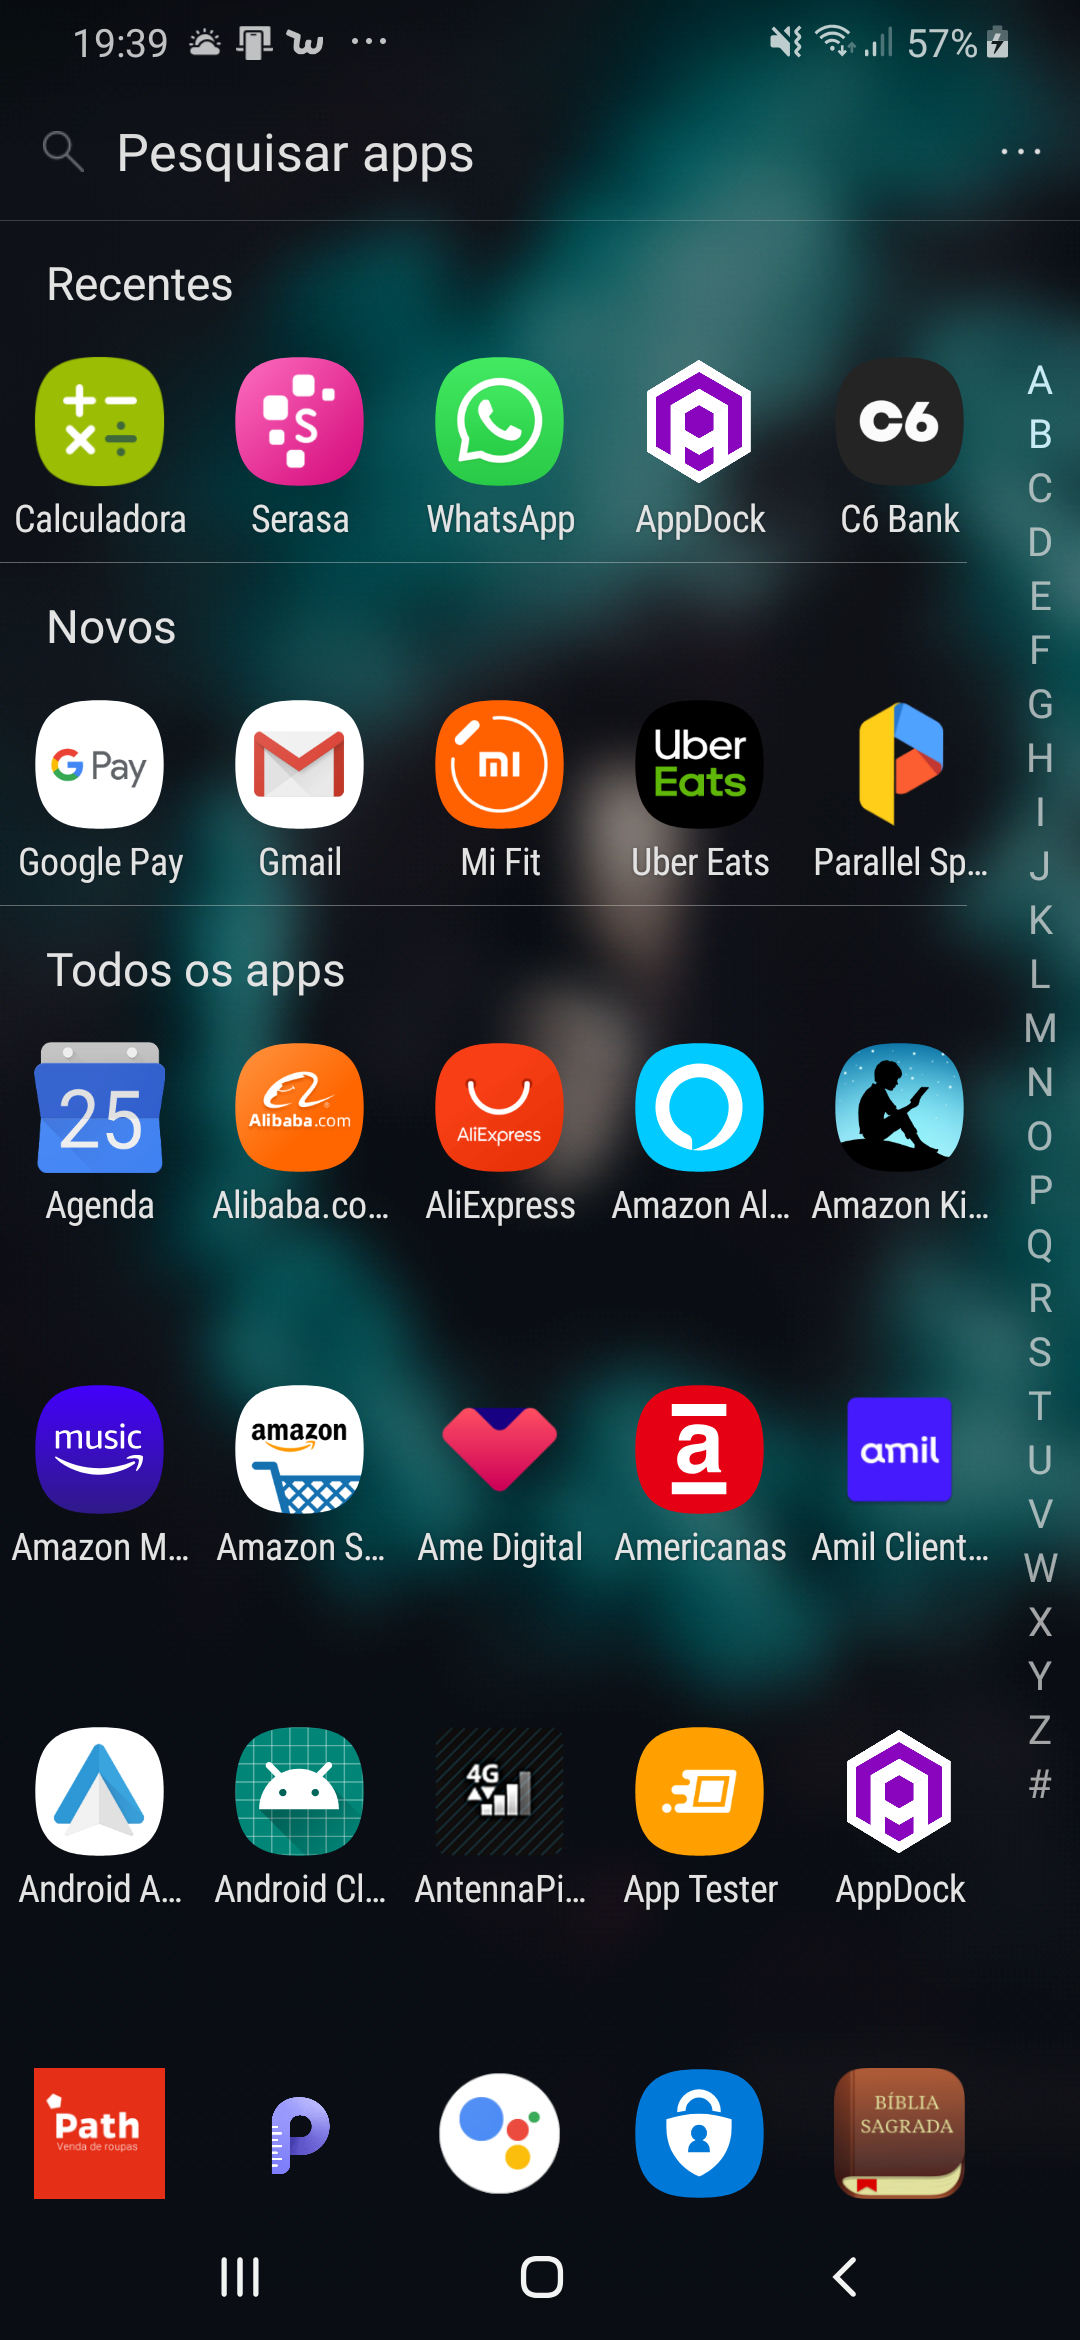 19:39
57%
Pesquisar apps
Recentes
S
C6
Calculadora
Serasa
WhatsApp
AppDock
C6 Bank
Novos
G Pay
mi
Uber
Eats
Google Pay
Gmail
Mi Fit
Uber Eats
Parallel Sp...
Todos os apps
25
Alibaba.com
AliExpress
Agenda
Alibaba.co...
AliExpress
Amazon Al...
Amazon Ki...
music
amazon
a
amil
Amazon M...
Amazon S...
Ame Digital
Americanas
Amil Client...
4G
Android A...
Android Cl...
AntennaPi...
App Tester
AppDock
Path
Venda de roupas
BÍBLIA
SAGRADA
A
B
C
D
E
F
G
H
I
J
K
L
M
N
O
P
Q
R
S
T
U
V
W
X
Y
Z
#